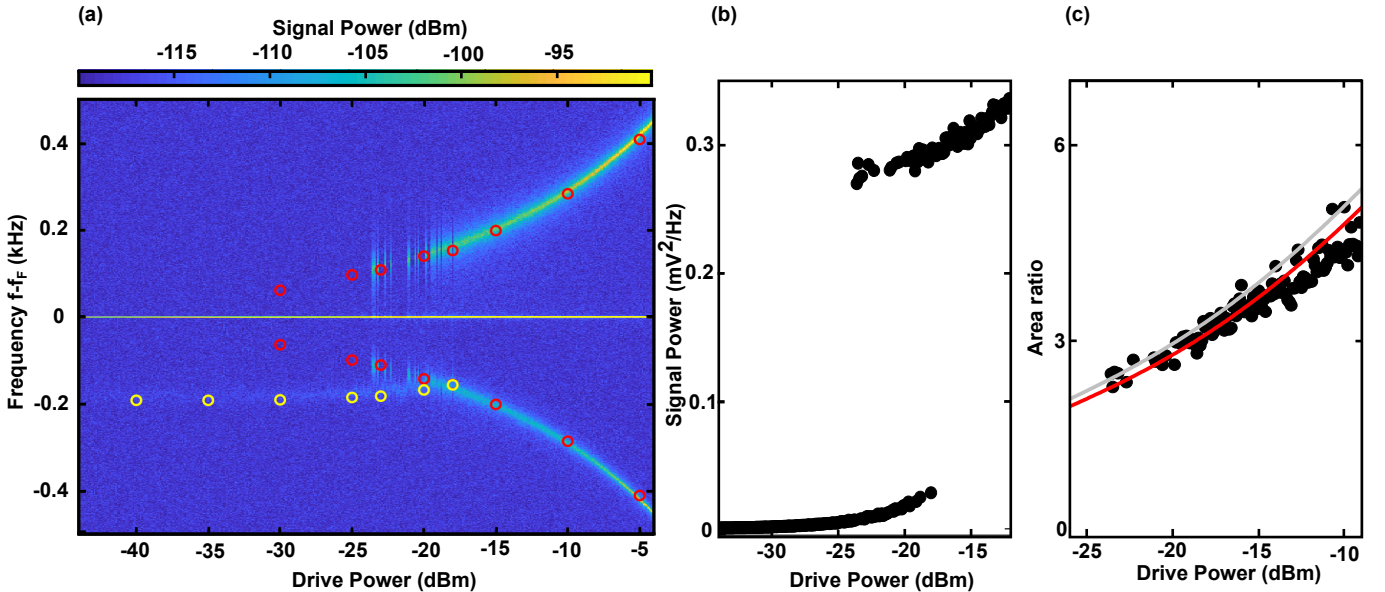 (a)
Signal Power (dBm)
-115 -110 -105 -100 -95
Frequency f-f_F (kHz)
0.4
0.2
0
-0.2
-0.4
-40 -35 -30 -25 -20 -15 -10 -5
Drive Power (dBm)
(b)
Signal Power (mV²/Hz)
0.3
0.2
0.1
0
-30 -25 -20 -15
Drive Power (dBm)
(c)
Area ratio
6
3
0
-25 -20 -15 -10
Drive Power (dBm)